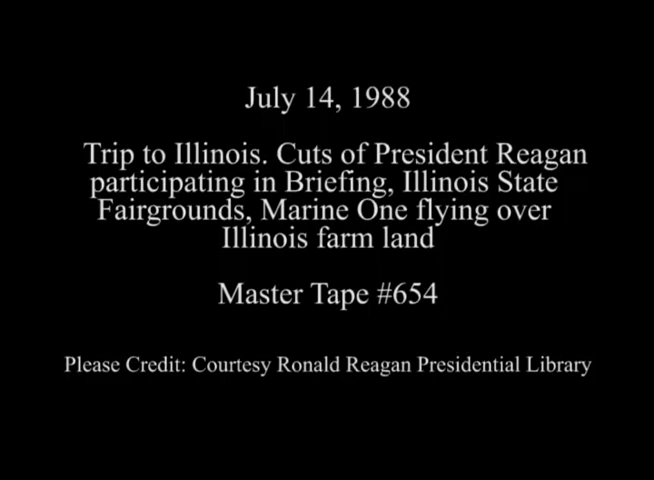 July 14, 1988
Trip to Illinois. Cuts of President Reagan
participating in Briefing, Illinois State
Fairgrounds, Marine One flying over
Illinois farm land
Master Tape #654
Please Credit: Courtesy Ronald Reagan Presidential Library